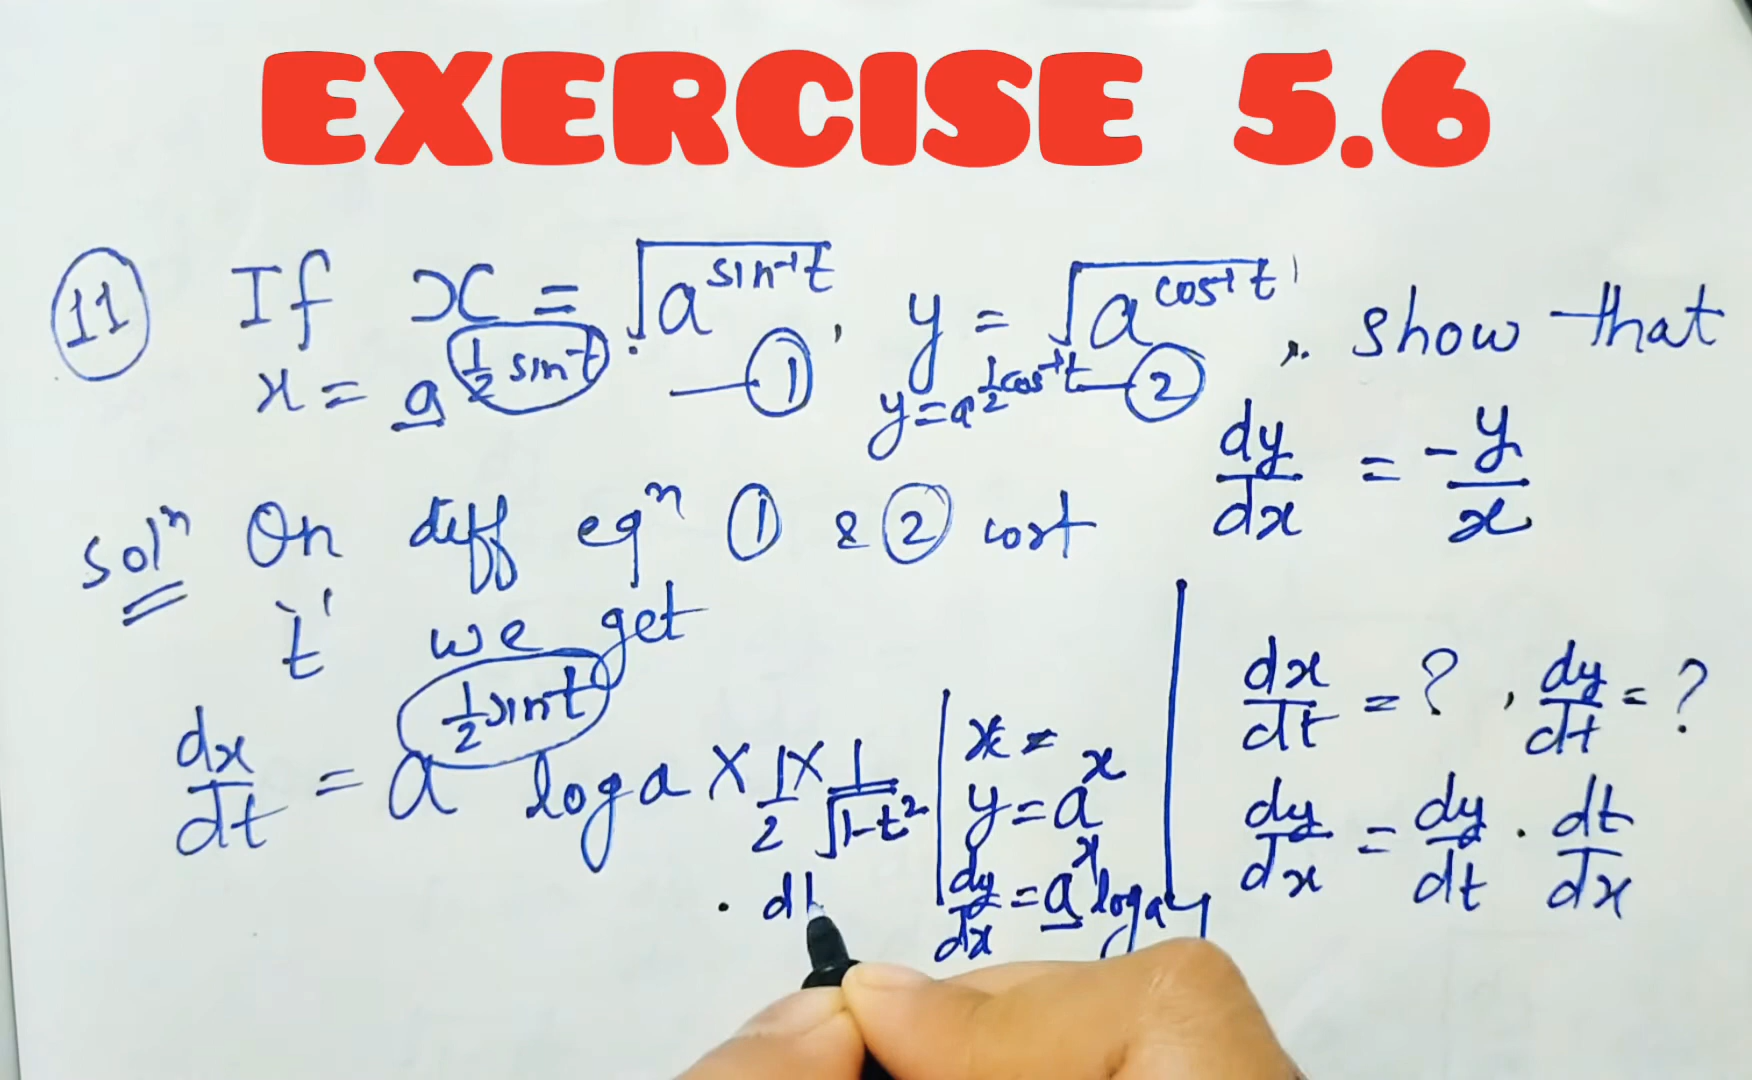 EXERCISE 5.6
11 If x = √a^sin⁻¹t, y = √a^cos⁻¹t, show that
x = a^½ sin⁻¹t — 1
y = a^½ cos⁻¹t — 2
dy/dx = -y/x
Solⁿ On diff eqⁿ 1 & 2 wrt
't' we get
dx/dt = a^½ sin⁻¹t log a × 1/2 × 1/√1-t²
. dt
x =
y = a^x
dy/dx = a^x log a
dx/dt = ? , dy/dt = ?
dy/dx = dy/dt . dt/dx